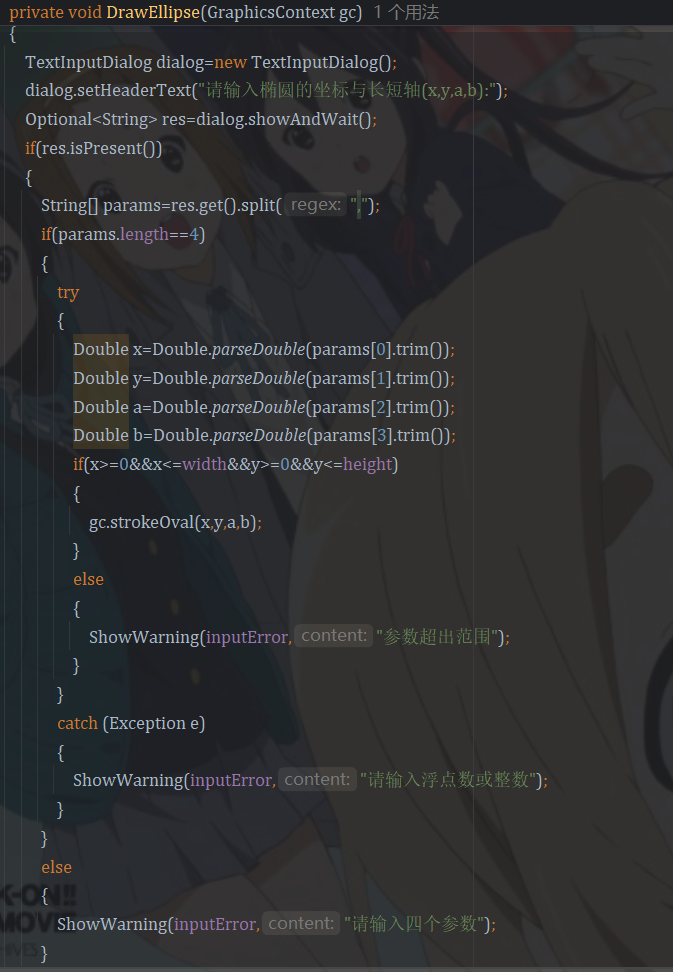 private void DrawEllipse(GraphicsContext gc) 1 个用法
{
TextInputDialog dialog=new TextInputDialog();
dialog.setHeaderText("请输入椭圆的坐标与长短轴(x,y,a,b):");
Optional<String> res=dialog.showAndWait();
if(res.isPresent())
{
String[] params=res.get().split( regex: ",");
if(params.length==4)
{
try
{
Double x=Double.parseDouble(params[0].trim());
Double y=Double.parseDouble(params[1].trim());
Double a=Double.parseDouble(params[2].trim());
Double b=Double.parseDouble(params[3].trim());
if(x>=0&&x<=width&&y>=0&&y<=height)
{
gc.strokeOval(x,y,a,b);
}
else
{
ShowWarning(inputError, content: "参数超出范围");
}
}
catch (Exception e)
{
ShowWarning(inputError, content: "请输入浮点数或整数");
}
}
else
{
K-ON!!
MOVIE
ShowWarning(inputError, content: "请输入四个参数");
}